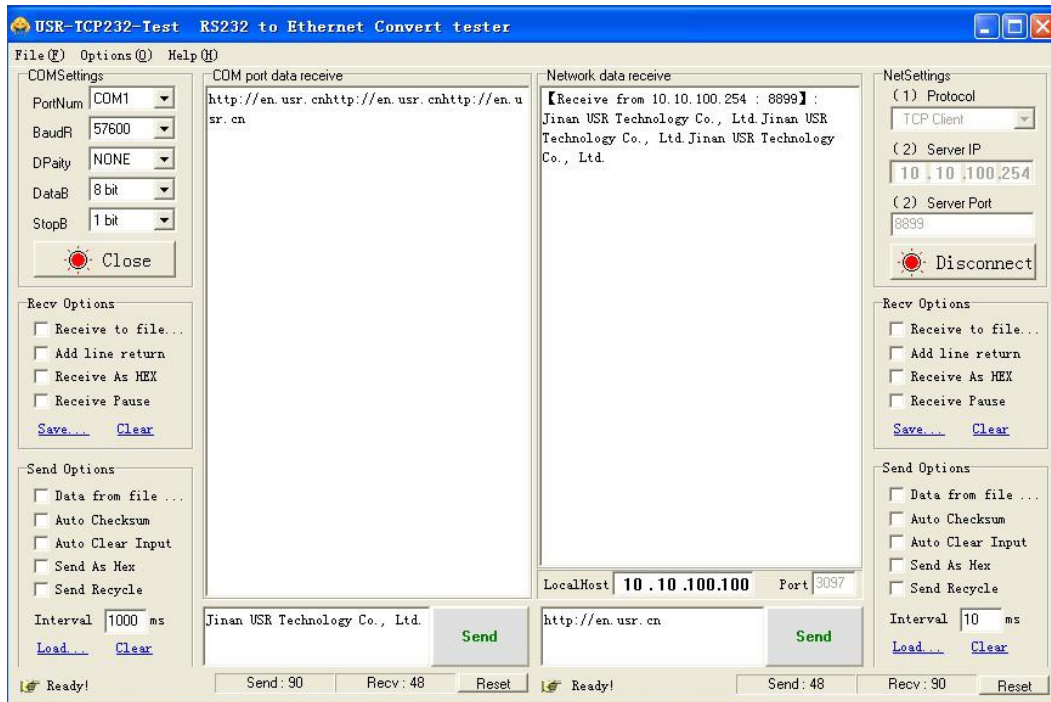 USR-TCP232-Test RS232 to Ethernet Convert tester
File(F) Options(O) Help(H)
COMSettings
PortNum COM1
BaudR 57600
DPaity NONE
DataB 8 bit
StopB 1 bit
Close
Recv Options
Receive to file...
Add line return
Receive As HEX
Receive Pause
Save... Clear
Send Options
Data from file ...
Auto Checksum
Auto Clear Input
Send As Hex
Send Recycle
Interval 1000 ms
Load... Clear
COM port data receive
http://en.usr.cnhttp://en.usr.cnhttp://en.u
sr.cn
Jinan USR Technology Co., Ltd.
Send
Network data receive
【Receive from 10.10.100.254 : 8899】:
Jinan USR Technology Co., Ltd.Jinan USR
Technology Co., Ltd.Jinan USR Technology
Co., Ltd.
LocalHost 10 .10 .100.100 Port 3097
http://en.usr.cn
Send
NetSettings
(1) Protocol
TCP Client
(2) Server IP
10 .10 .100.254
(2) Server Port
8899
Disconnect
Recv Options
Receive to file...
Add line return
Receive As HEX
Receive Pause
Save... Clear
Send Options
Data from file ...
Auto Checksum
Auto Clear Input
Send As Hex
Send Recycle
Interval 10 ms
Load... Clear
Ready! Send : 90 Recv : 48 Reset
Ready! Send : 48 Recv : 90 Reset